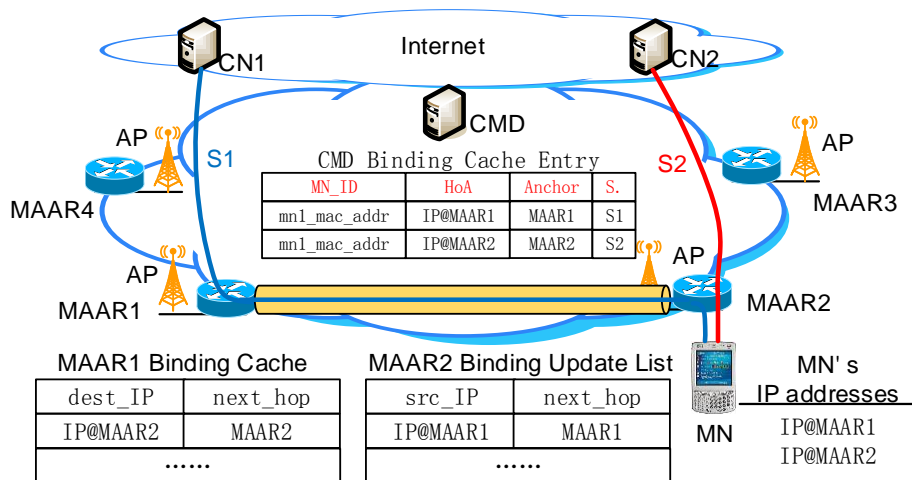 Internet
CN1
CN2
CMD
AP
AP
S1
S2
CMD Binding Cache Entry
MN_ID HoA Anchor S.
mn1_mac_addr IP@MAAR1 MAAR1 S1
mn1_mac_addr IP@MAAR2 MAAR2 S2
MAAR4
MAAR3
AP
AP
MAAR1
MAAR2
MAAR1 Binding Cache
dest_IP next_hop
IP@MAAR2 MAAR2
……
MAAR2 Binding Update List
src_IP next_hop
IP@MAAR1 MAAR1
……
MN
MN's
IP addresses
IP@MAAR1
IP@MAAR2